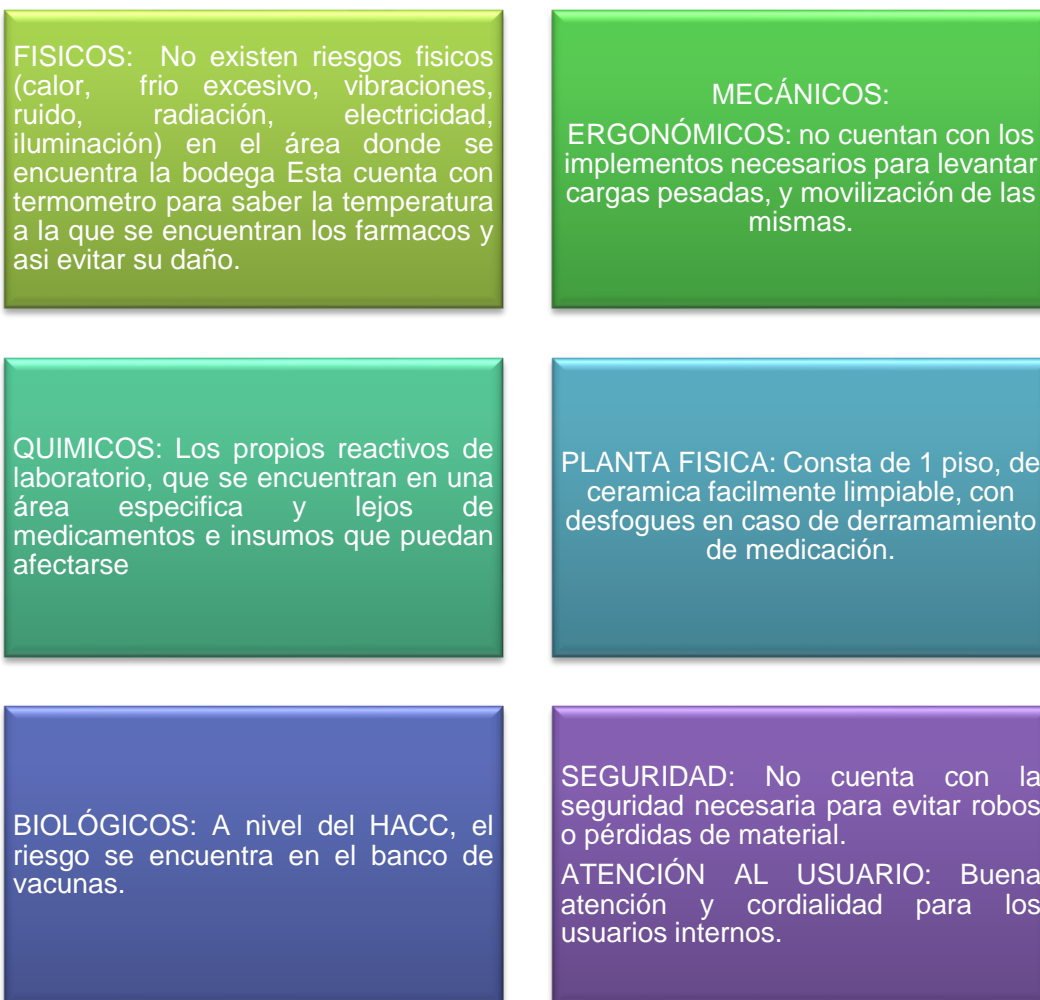 FISICOS: No existen riesgos fisicos
(calor, frio excesivo, vibraciones,
ruido, radiación, electricidad,
iluminación) en el área donde se
encuentra la bodega Esta cuenta con
termometro para saber la temperatura
a la que se encuentran los farmacos y
asi evitar su daño.
MECÁNICOS:
ERGONÓMICOS: no cuentan con los
implementos necesarios para levantar
cargas pesadas, y movilización de las
mismas.
QUIMICOS: Los propios reactivos de
laboratorio, que se encuentran en una
área especifica y lejos de
medicamentos e insumos que puedan
afectarse
PLANTA FISICA: Consta de 1 piso, de
ceramica facilmente limpiable, con
desfogues en caso de derramamiento
de medicación.
BIOLÓGICOS: A nivel del HACC, el
riesgo se encuentra en el banco de
vacunas.
SEGURIDAD: No cuenta con la
seguridad necesaria para evitar robos
o pérdidas de material.
ATENCIÓN AL USUARIO: Buena
atención y cordialidad para los
usuarios internos.